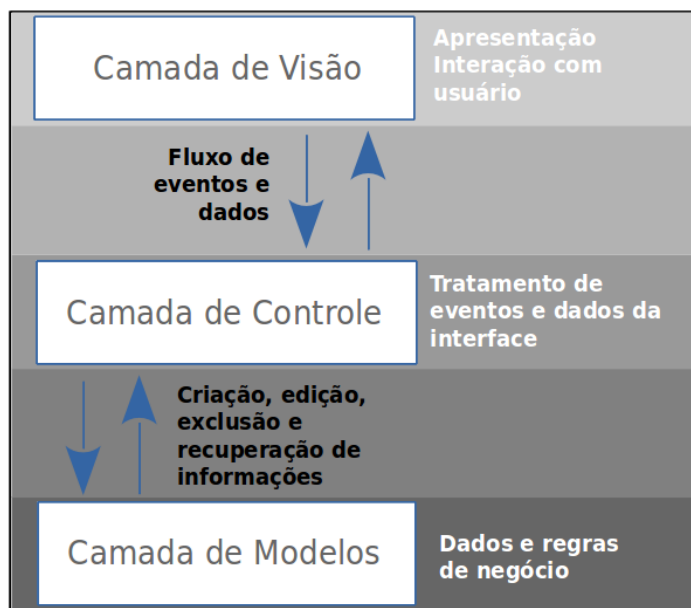 Camada de Visão
Apresentação
Interação com
usuário
Fluxo de
eventos e
dados
Camada de Controle
Tratamento de
eventos e dados da
interface
Criação, edição,
exclusão e
recuperação de
informações
Camada de Modelos
Dados e regras
de negócio